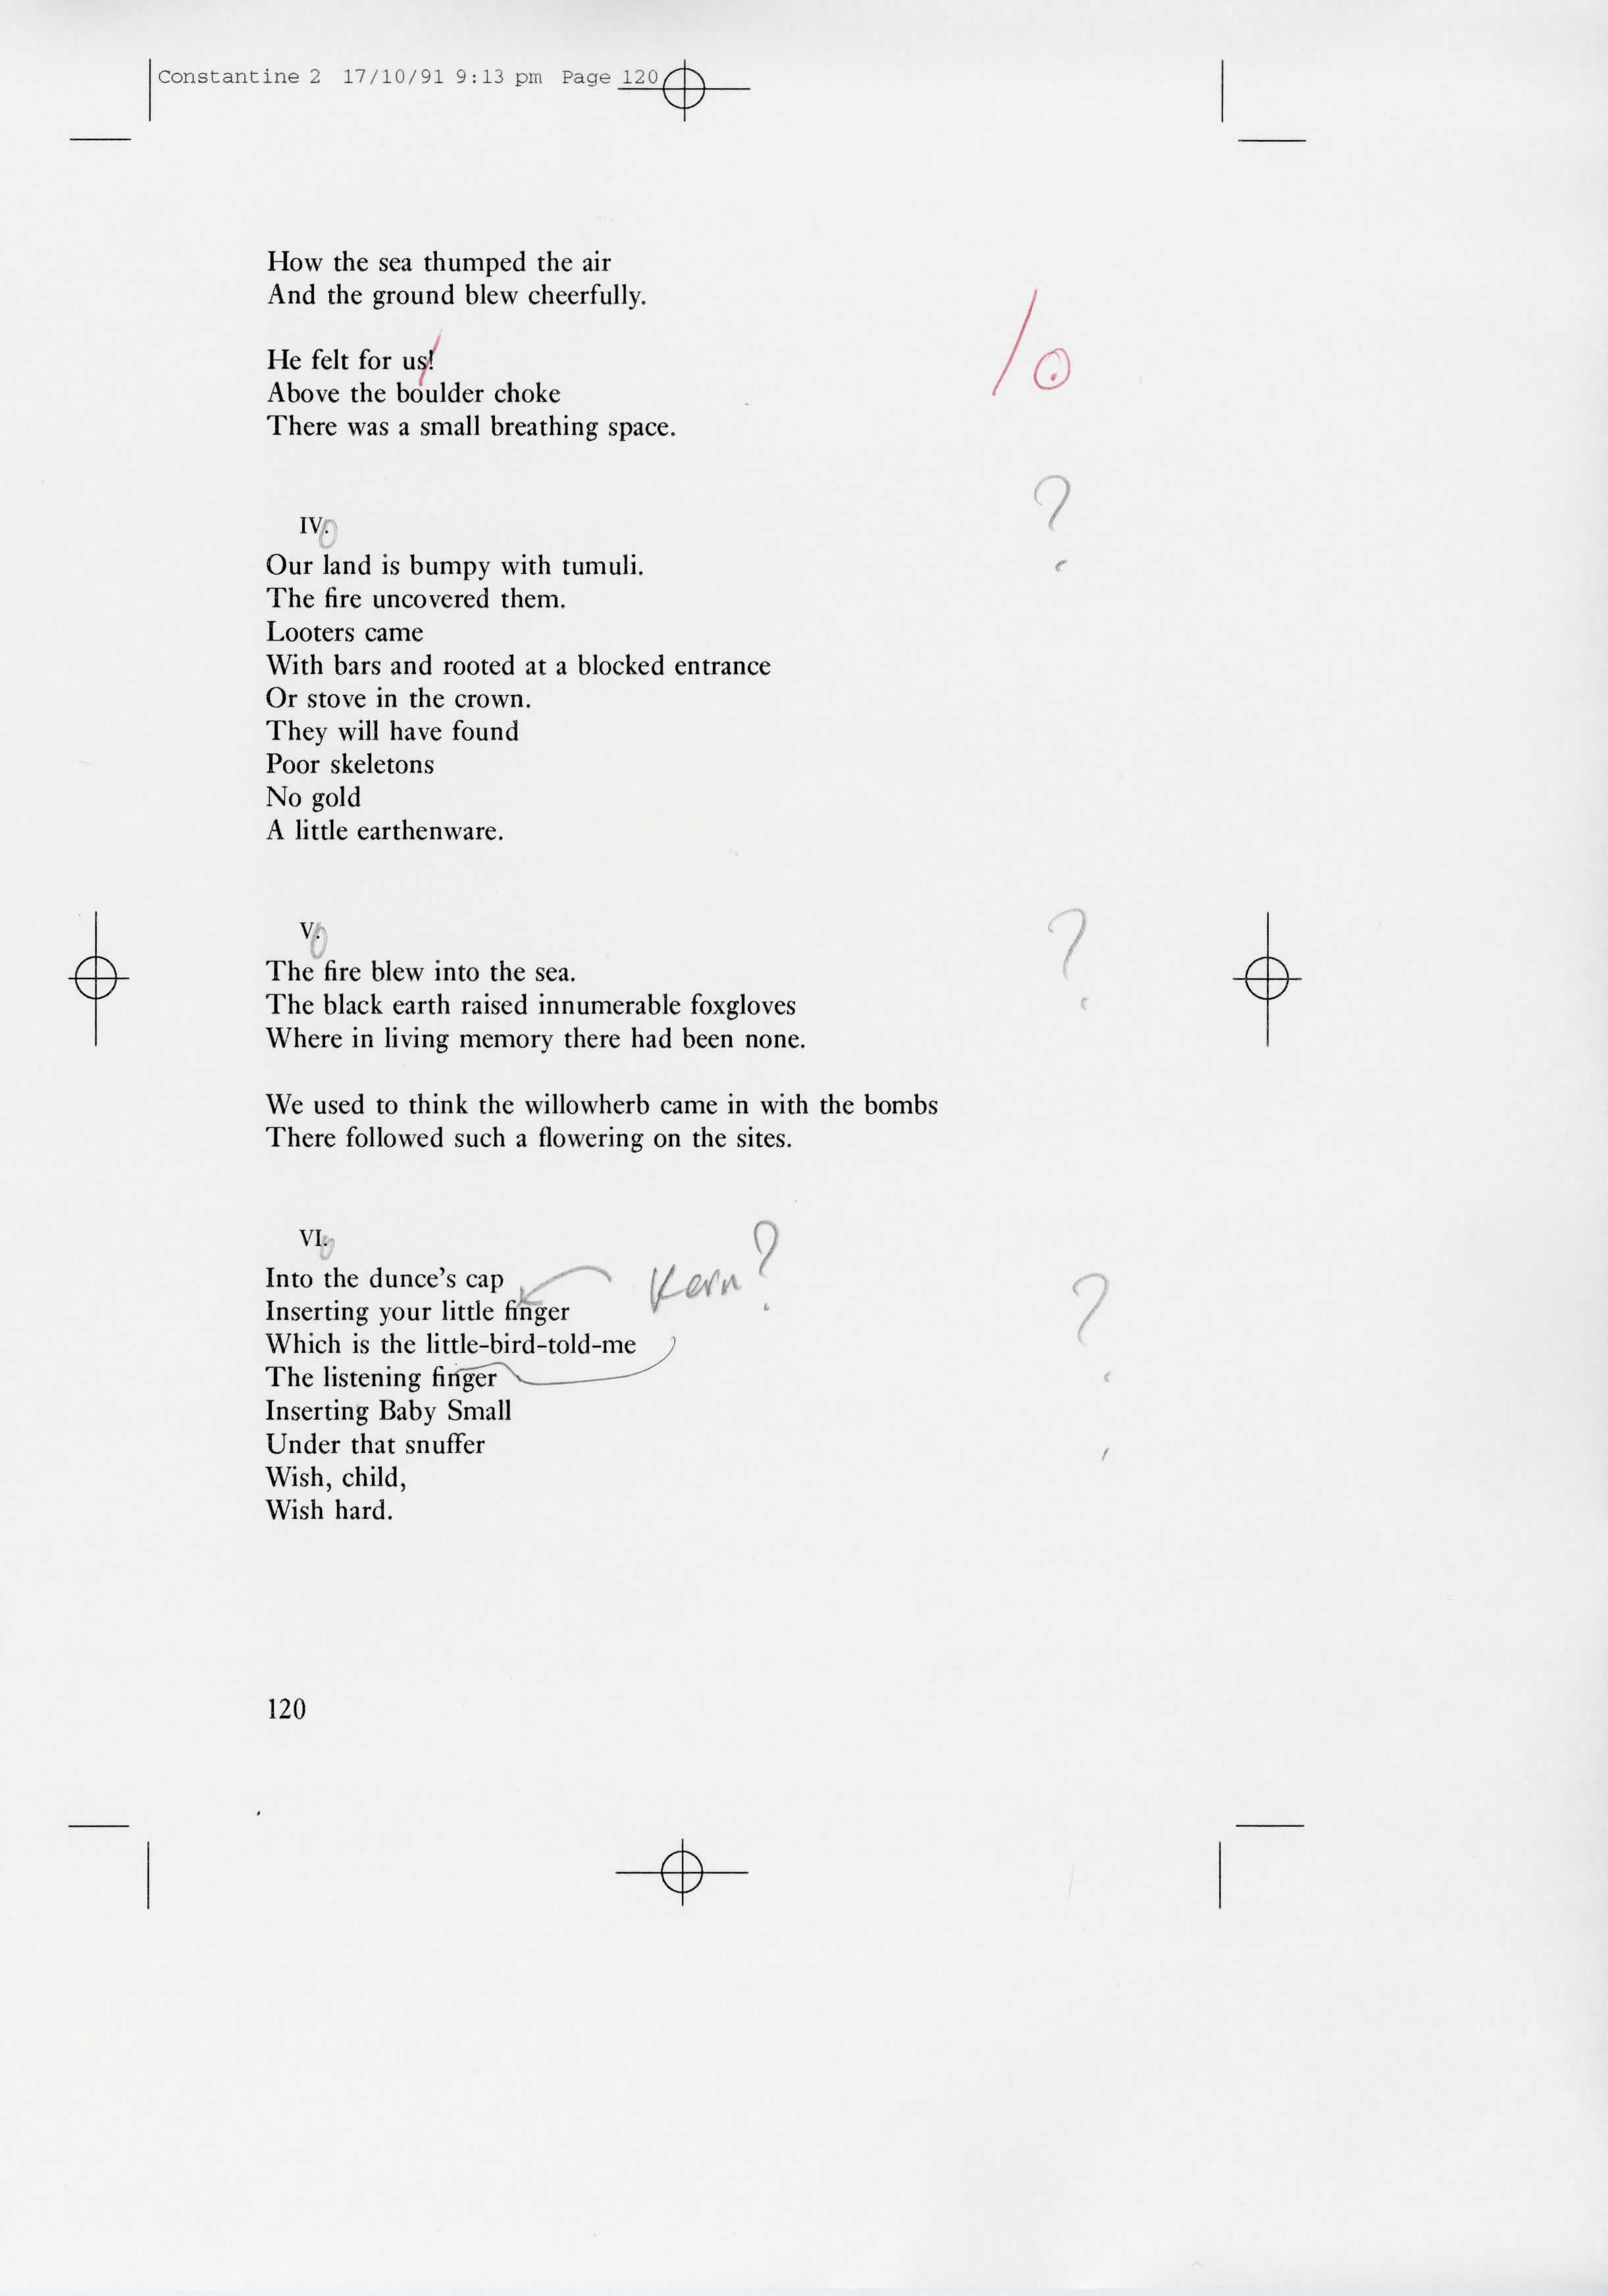 Constantine 2 17/10/91 9:13 pm Page 120
How the sea thumped the air
And the ground blew cheerfully.
He felt for us!
Above the boulder choke
There was a small breathing space.
?
IV.
Our land is bumpy with tumuli.
The fire uncovered them.
Looters came
With bars and rooted at a blocked entrance
Or stove in the crown.
They will have found
Poor skeletons
No gold
A little earthenware.
V.
?
The fire blew into the sea.
The black earth raised innumerable foxgloves
Where in living memory there had been none.
We used to think the willowherb came in with the bombs
There followed such a flowering on the sites.
VI.
Into the dunce's cap
Kern?
?
Inserting your little finger
Which is the little-bird-told-me
The listening finger
Inserting Baby Small
Under that snuffer
Wish, child,
Wish hard.
120